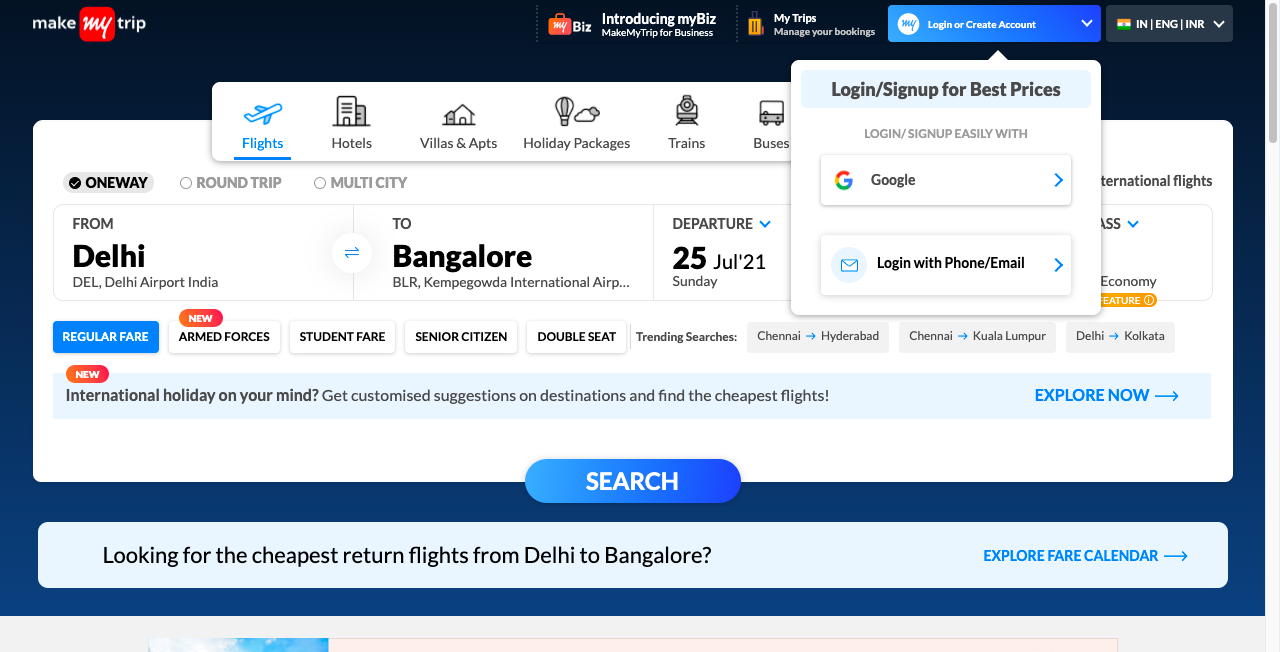 make my trip
my Biz
Introducing myBiz
MakeMyTrip for Business
My Trips
Manage your bookings
my
Login or Create Account
IN | ENG | INR
Login/Signup for Best Prices
LOGIN/ SIGNUP EASILY WITH
Google
Login with Phone/Email
Flights
Hotels
Villas & Apts
Holiday Packages
Trains
Buses
ONEWAY
ROUND TRIP
MULTI CITY
ternational flights
FROM
Delhi
DEL, Delhi Airport India
TO
Bangalore
BLR, Kempegowda International Airp...
DEPARTURE
25 Jul'21
Sunday
ASS
Economy
FEATURE
REGULAR FARE
NEW
ARMED FORCES
STUDENT FARE
SENIOR CITIZEN
DOUBLE SEAT
Trending Searches:
Chennai → Hyderabad
Chennai → Kuala Lumpur
Delhi → Kolkata
NEW
International holiday on your mind? Get customised suggestions on destinations and find the cheapest flights!
EXPLORE NOW
SEARCH
Looking for the cheapest return flights from Delhi to Bangalore?
EXPLORE FARE CALENDAR